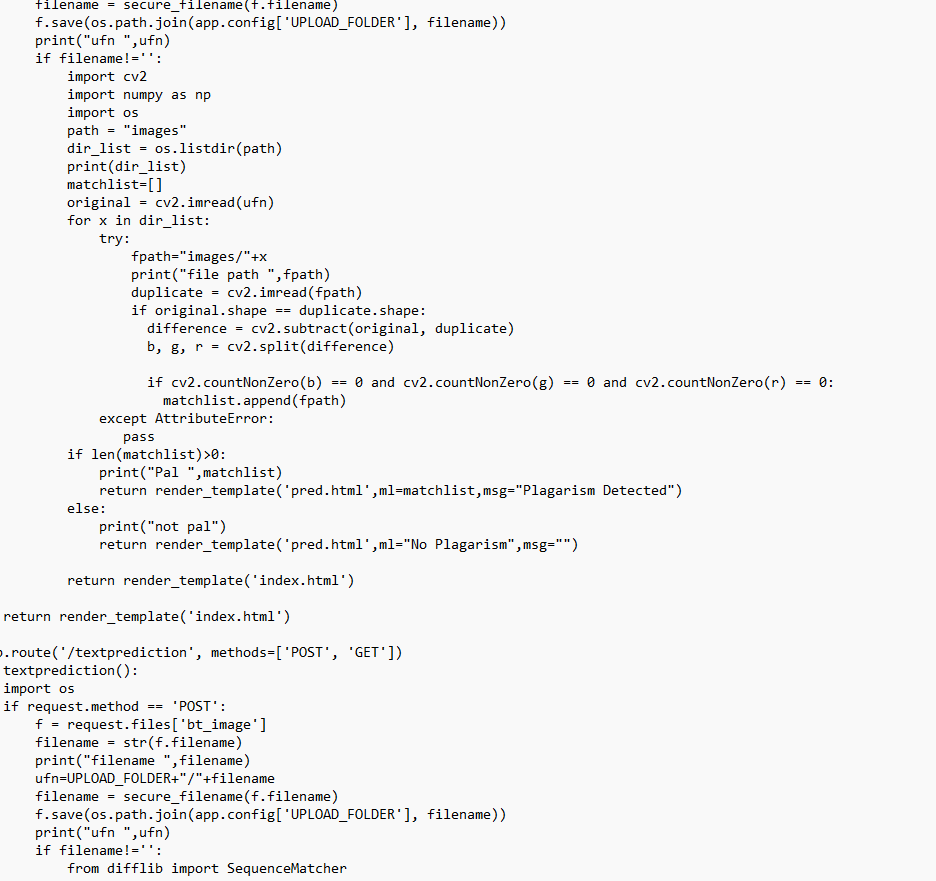 filename = secure_filename(f.filename)
f.save(os.path.join(app.config['UPLOAD_FOLDER'], filename))
print("ufn ",ufn)
if filename!='':
import cv2
import numpy as np
import os
path = "images"
dir_list = os.listdir(path)
print(dir_list)
matchlist=[]
original = cv2.imread(ufn)
for x in dir_list:
try:
fpath="images/"+x
print("file path ",fpath)
duplicate = cv2.imread(fpath)
if original.shape == duplicate.shape:
difference = cv2.subtract(original, duplicate)
b, g, r = cv2.split(difference)
if cv2.countNonZero(b) == 0 and cv2.countNonZero(g) == 0 and cv2.countNonZero(r) == 0:
matchlist.append(fpath)
except AttributeError:
pass
if len(matchlist)>0:
print("Pal ",matchlist)
return render_template('pred.html',ml=matchlist,msg="Plagarism Detected")
else:
print("not pal")
return render_template('pred.html',ml="No Plagarism",msg="")
return render_template('index.html')
return render_template('index.html')
.route('/textprediction', methods=['POST', 'GET'])
textprediction():
import os
if request.method == 'POST':
f = request.files['bt_image']
filename = str(f.filename)
print("filename ",filename)
ufn=UPLOAD_FOLDER+"/"+filename
filename = secure_filename(f.filename)
f.save(os.path.join(app.config['UPLOAD_FOLDER'], filename))
print("ufn ",ufn)
if filename!='':
from difflib import SequenceMatcher